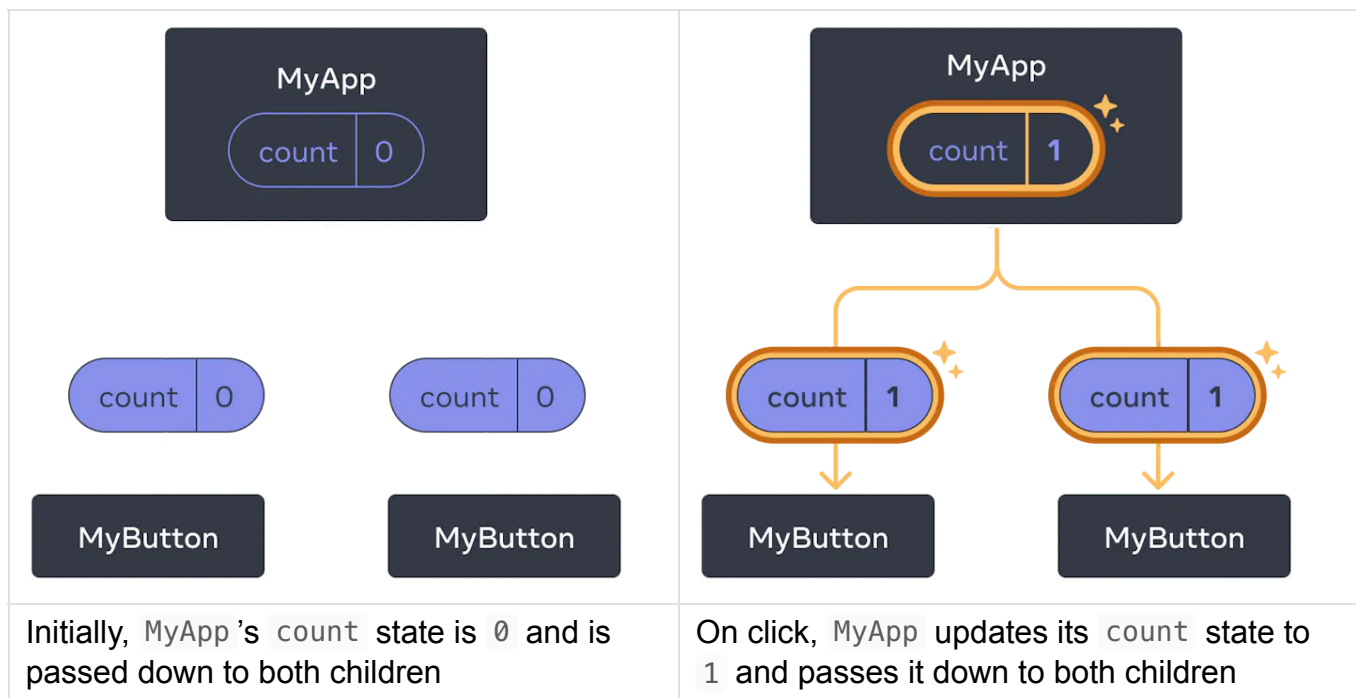 MyApp
count 0
count 0
count 0
MyButton
MyButton
Initially, MyApp's count state is 0 and is
passed down to both children
MyApp
count 1
count 1
count 1
MyButton
MyButton
On click, MyApp updates its count state to
1 and passes it down to both children